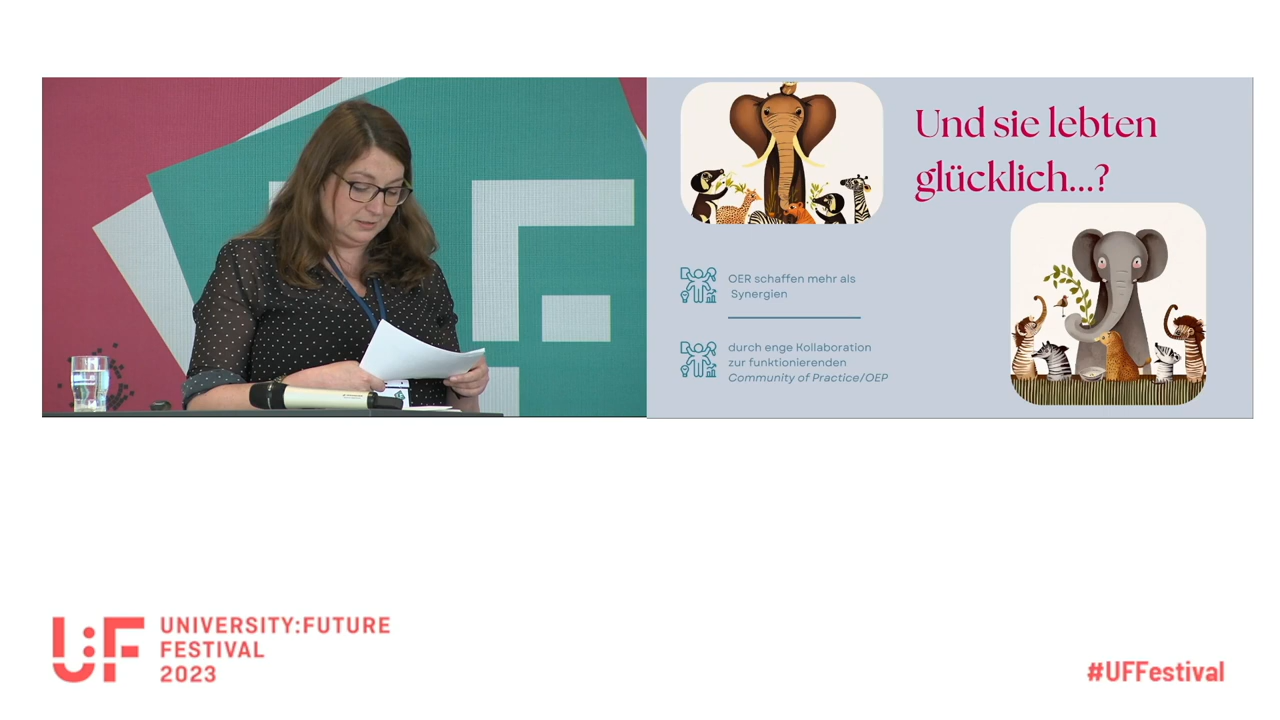 Und sie lebten
glücklich...?
OER schaffen mehr als
Synergien
durch enge Kollaboration
zur funktionierenden
Community of Practice/OEP
U:F
UNIVERSITY:FUTURE
FESTIVAL
2023
#UFFestival